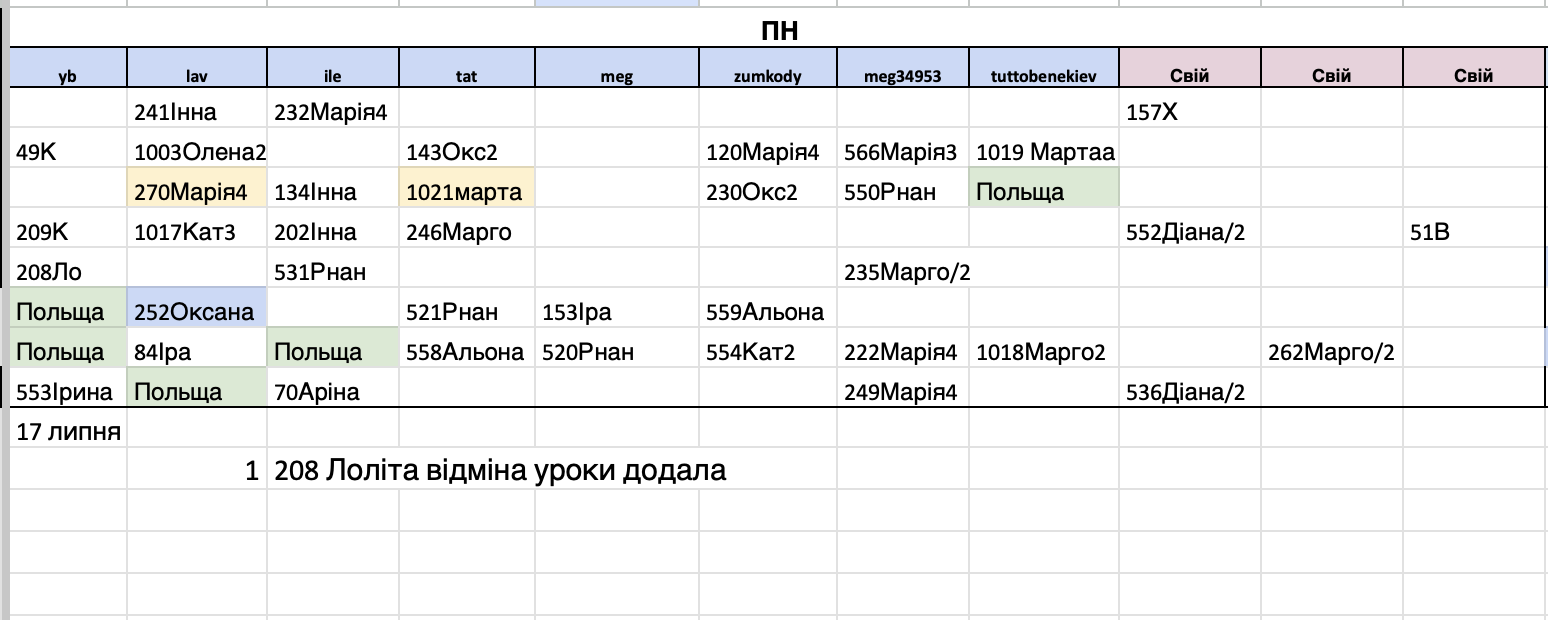 ПН
yb lav ile tat meg zumkody meg34953 tuttobenekiev Свій Свій Свій
241Інна 232Марія4 157Х
49К 1003Олена2 143Окс2 120Марія4 566Марія3 1019 Мартаа
270Марія4 134Інна 1021марта 230Окс2 550Рнан Польща
209К 1017Кат3 202Інна 246Марго 552Діана/2 51В
208Ло 531Рнан 235Марго/2
Польща 252Оксана 521Рнан 153Іра 559Альона
Польща 84Іра Польща 558Альона 520Рнан 554Кат2 222Марія4 1018Марго2 262Марго/2
553Ірина Польща 70Аріна 249Марія4 536Діана/2
17 липня
1 208 Лоліта відміна уроки додала